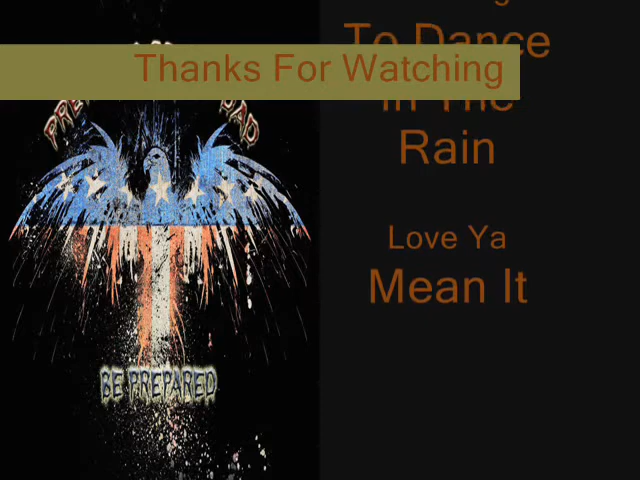 To Dance
Thanks For Watching
In The
Rain
Love Ya
Mean It
BE PREPARED